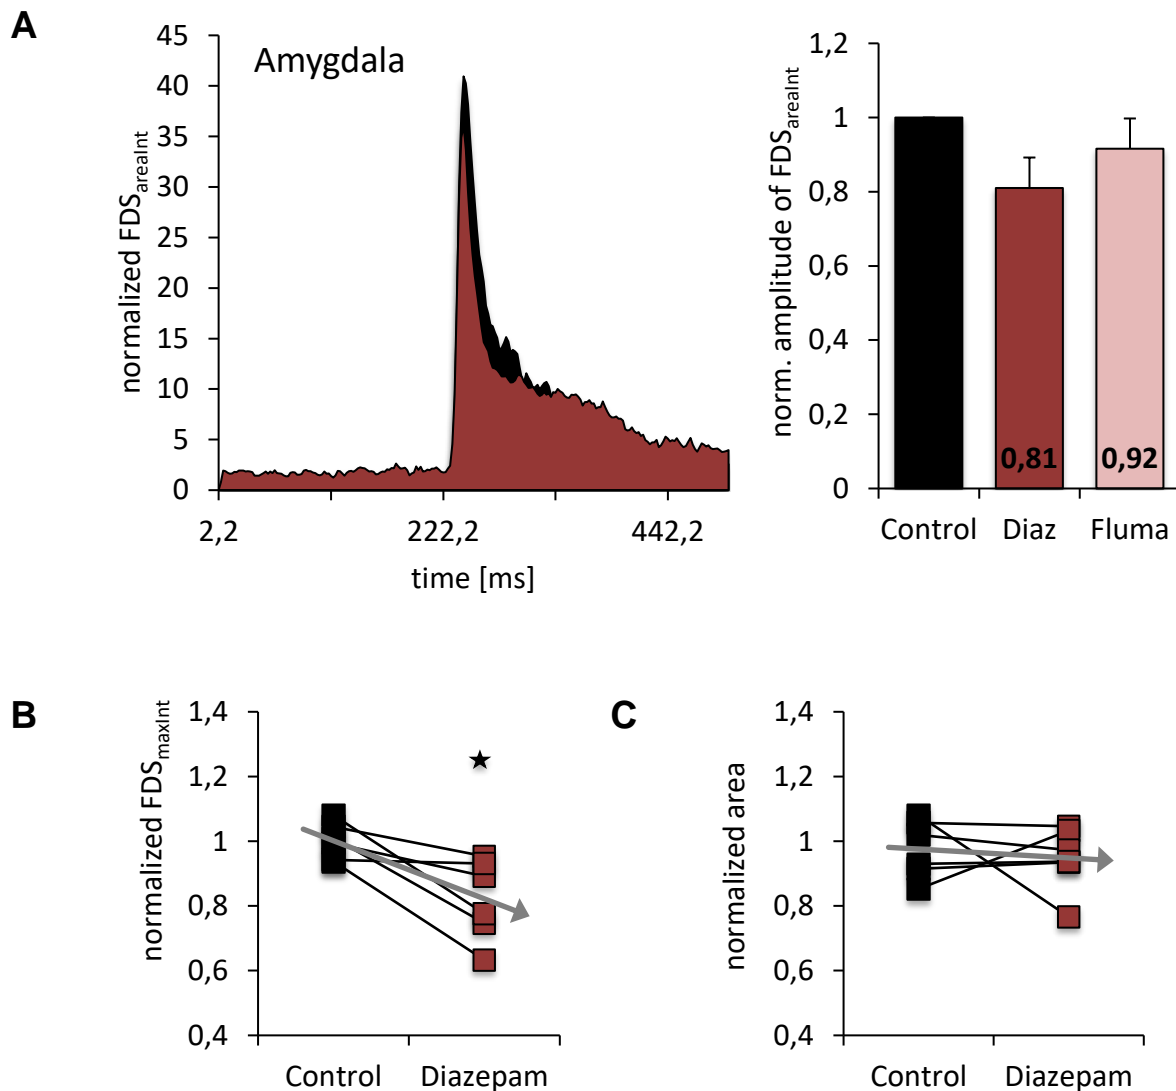 A
Amygdala
normalized FDSareaInt
45
40
35
30
25
20
15
10
5
0
2,2 222,2 442,2
time [ms]
norm. amplitude of FDSareaInt
1,2
1
0,8
0,6
0,4
0,2
0
0,81 0,92
Control Diaz Fluma
B
normalized FDSmaxInt
1,4
1,2
1
0,8
0,6
0,4
Control Diazepam
C
normalized area
1,4
1,2
1
0,8
0,6
0,4
Control Diazepam